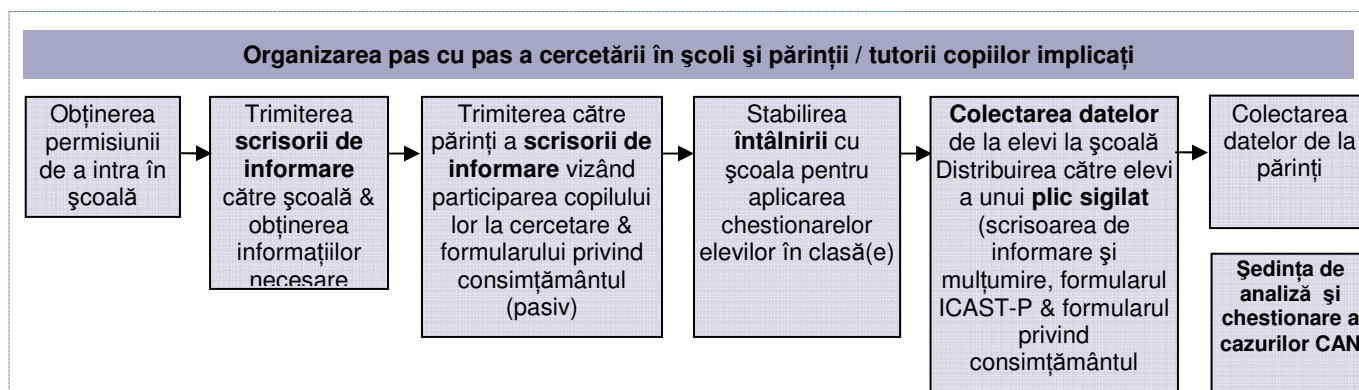 Organizarea pas cu pas a cercetării în şcoli şi părinţii / tutorii copiilor implicaţi
Obţinerea
permisiunii
de a intra în
şcoală
Trimiterea
scrisorii de
informare
către şcoală &
obţinerea
informaţiilor
necesare
Trimiterea către
părinţi a scrisorii de
informare vizând
participarea copilului
lor la cercetare &
formularului privind
consimţământul
(pasiv)
Stabilirea
întâlnirii cu
şcoala pentru
aplicarea
chestionarelor
elevilor în clasă(e)
Colectarea datelor
de la elevi la şcoală
Distribuirea către elevi
a unui plic sigilat
(scrisoarea de
informare şi
mulţumire, formularul
ICAST-P & formularul
privind
consimţământul
Colectarea
datelor de la
părinţi
Şedinţa de
analiză şi
chestionare a
cazurilor CAN